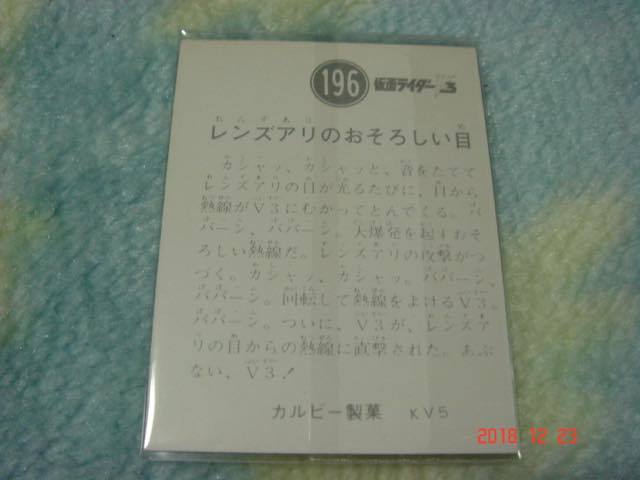 196 仮面ライダーV3
レンズアリのおそろしい目
カシャッ、カシャッと、音をたてて
レンズアリの目が光るたびに、目から
熱線がV3にむかってとんでくる。バ
バババーン、ババーン。大爆発を起すおそ
ろしい熱線だ。レンズアリの攻撃がつ
づく。カシャッ、カシャッ。ババーン、
ババーン。回転して熱線をよけるV3。
ババーン。ついに、V3が、レンズア
リの目からの熱線に直撃された。あぶ
ない、V3!
カルビー製菓 KV5
2018 12 23